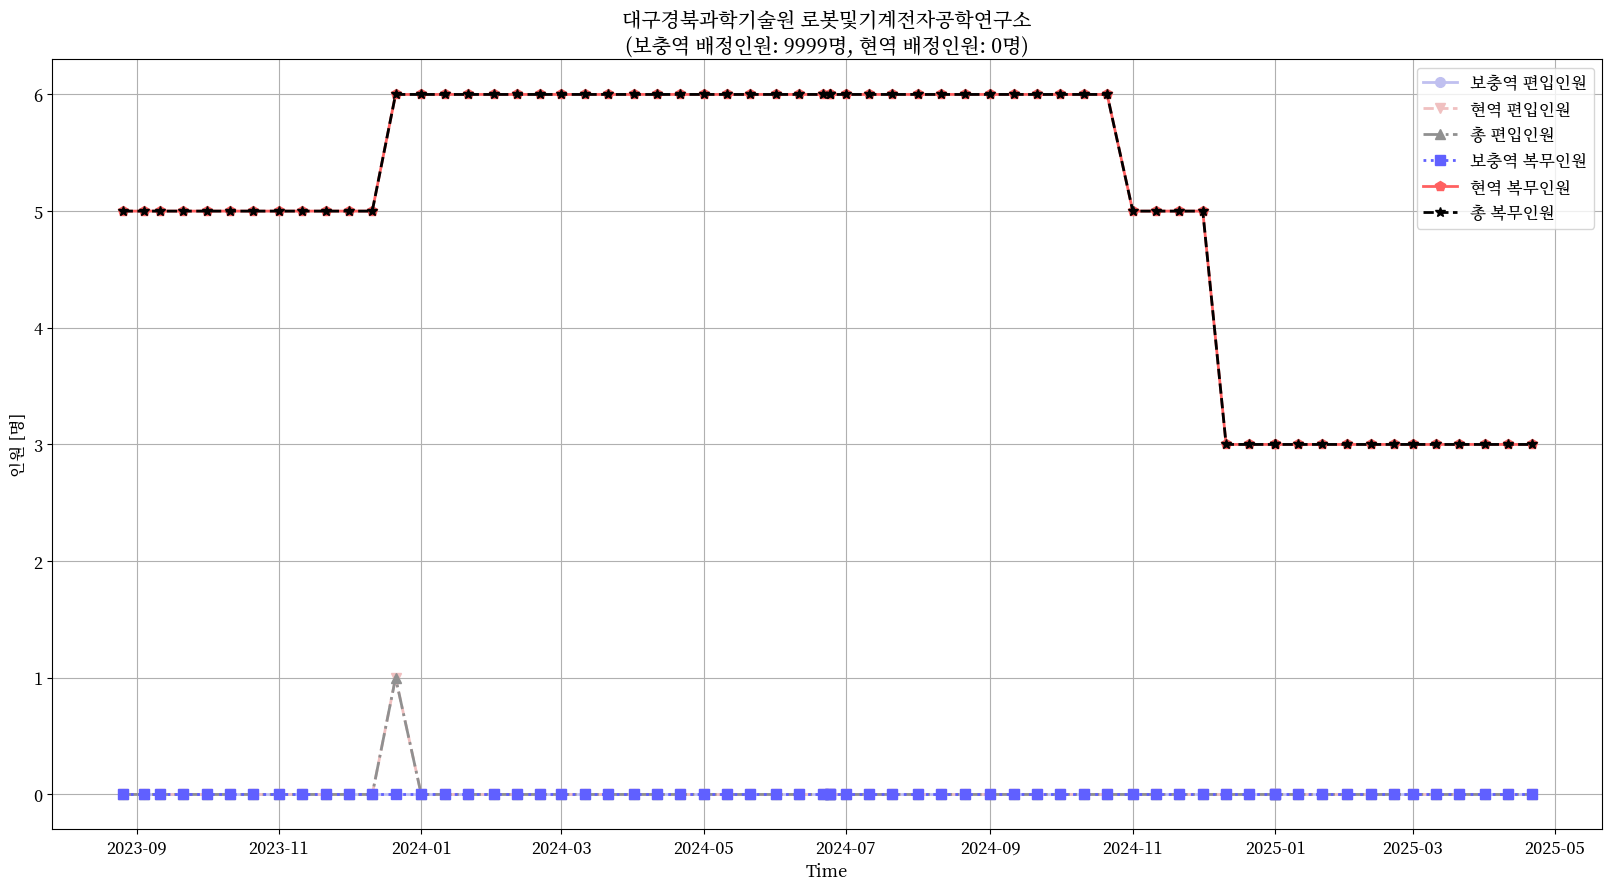 대구경북과학기술원 로봇및기계전자공학연구소
(보충역 배정인원: 9999명, 현역 배정인원: 0명)
보충역 편입인원
현역 편입인원
총 편입인원
보충역 복무인원
현역 복무인원
총 복무인원
인원 [명]
6
5
4
3
2
1
0
2023-09 2023-11 2024-01 2024-03 2024-05 2024-07 2024-09 2024-11 2025-01 2025-03 2025-05
Time